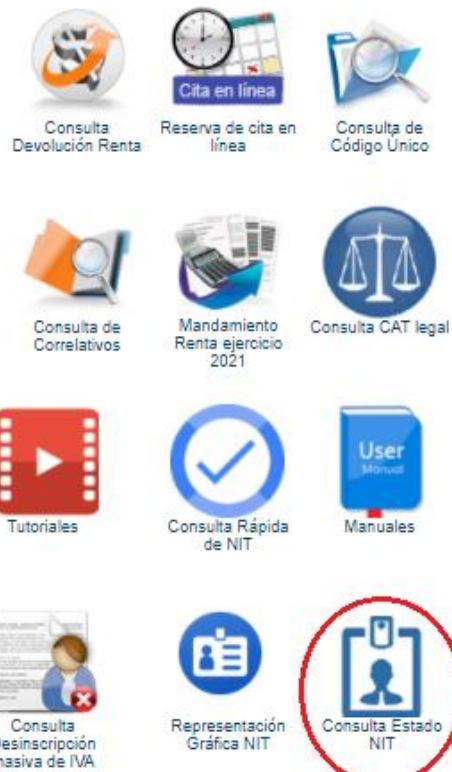 Cita en línea
Consulta
Devolución Renta
Reserva de cita en
línea
Consulta de
Código Único
Consulta de
Correlativos
Mandamiento
Renta ejercicio
2021
Consulta CAT legal
User
Manual
Tutoriales
Consulta Rápida
de NIT
Manuales
Consulta
Desinscripción
masiva de IVA
Representación
Gráfica NIT
Consulta Estado
NIT